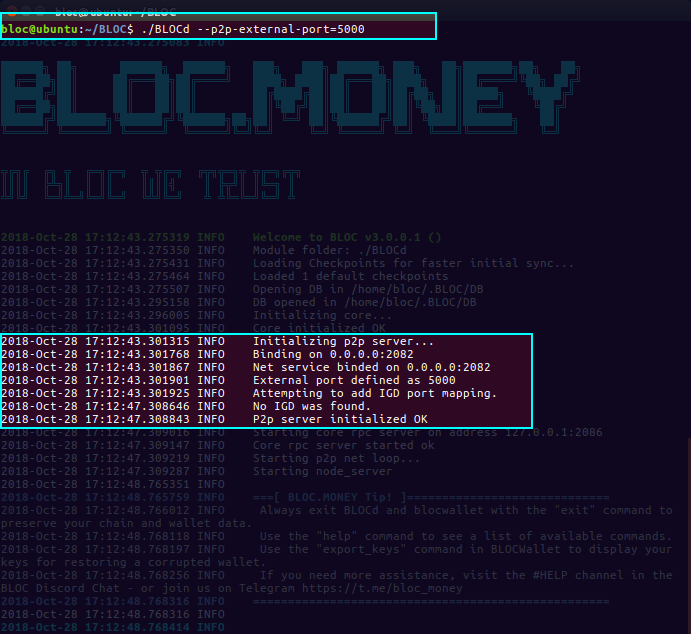 bloc@ubuntu: ~/BLOC
bloc@ubuntu:~/BLOC$ ./BLOCd --p2p-external-port=5000
2018-Oct-28 17:12:43.275083 INFO
BLOC.MONEY
IN BLOC WE TRUST
2018-Oct-28 17:12:43.275319 INFO    Welcome to BLOC v3.0.0.1 ()
2018-Oct-28 17:12:43.275350 INFO    Module folder: ./BLOCd
2018-Oct-28 17:12:43.275431 INFO    Loading Checkpoints for faster initial sync...
2018-Oct-28 17:12:43.275464 INFO    Loaded 1 default checkpoints
2018-Oct-28 17:12:43.275507 INFO    Opening DB in /home/bloc/.BLOC/DB
2018-Oct-28 17:12:43.295158 INFO    DB opened in /home/bloc/.BLOC/DB
2018-Oct-28 17:12:43.296005 INFO    Initializing core...
2018-Oct-28 17:12:43.301095 INFO    Core initialized OK
2018-Oct-28 17:12:43.301315 INFO    Initializing p2p server...
2018-Oct-28 17:12:43.301768 INFO    Binding on 0.0.0.0:2082
2018-Oct-28 17:12:43.301867 INFO    Net service binded on 0.0.0.0:2082
2018-Oct-28 17:12:43.301901 INFO    External port defined as 5000
2018-Oct-28 17:12:43.301925 INFO    Attempting to add IGD port mapping.
2018-Oct-28 17:12:47.308646 INFO    No IGD was found.
2018-Oct-28 17:12:47.308843 INFO    P2p server initialized OK
2018-Oct-28 17:12:47.309016 INFO    Starting core rpc server on address 127.0.0.1:2086
2018-Oct-28 17:12:47.309147 INFO    Core rpc server started ok
2018-Oct-28 17:12:47.309219 INFO    Starting p2p net loop...
2018-Oct-28 17:12:47.309287 INFO    Starting node_server
2018-Oct-28 17:12:48.765351 INFO
2018-Oct-28 17:12:48.765759 INFO    ===[ BLOC.MONEY Tip! ]==============================
2018-Oct-28 17:12:48.766012 INFO     Always exit BLOCd and blocwallet with the "exit" command to
preserve your chain and wallet data.
2018-Oct-28 17:12:48.768118 INFO     Use the "help" command to see a list of available commands.
2018-Oct-28 17:12:48.768197 INFO     Use the "export_keys" command in BLOCWallet to display your
keys for restoring a corrupted wallet.
2018-Oct-28 17:12:48.768256 INFO     If you need more assistance, visit the #HELP channel in the
BLOC Discord Chat - or join us on Telegram https://t.me/bloc_money
2018-Oct-28 17:12:48.768316 INFO    =====================================================
2018-Oct-28 17:12:48.768316 INFO
2018-Oct-28 17:12:48.768414 INFO